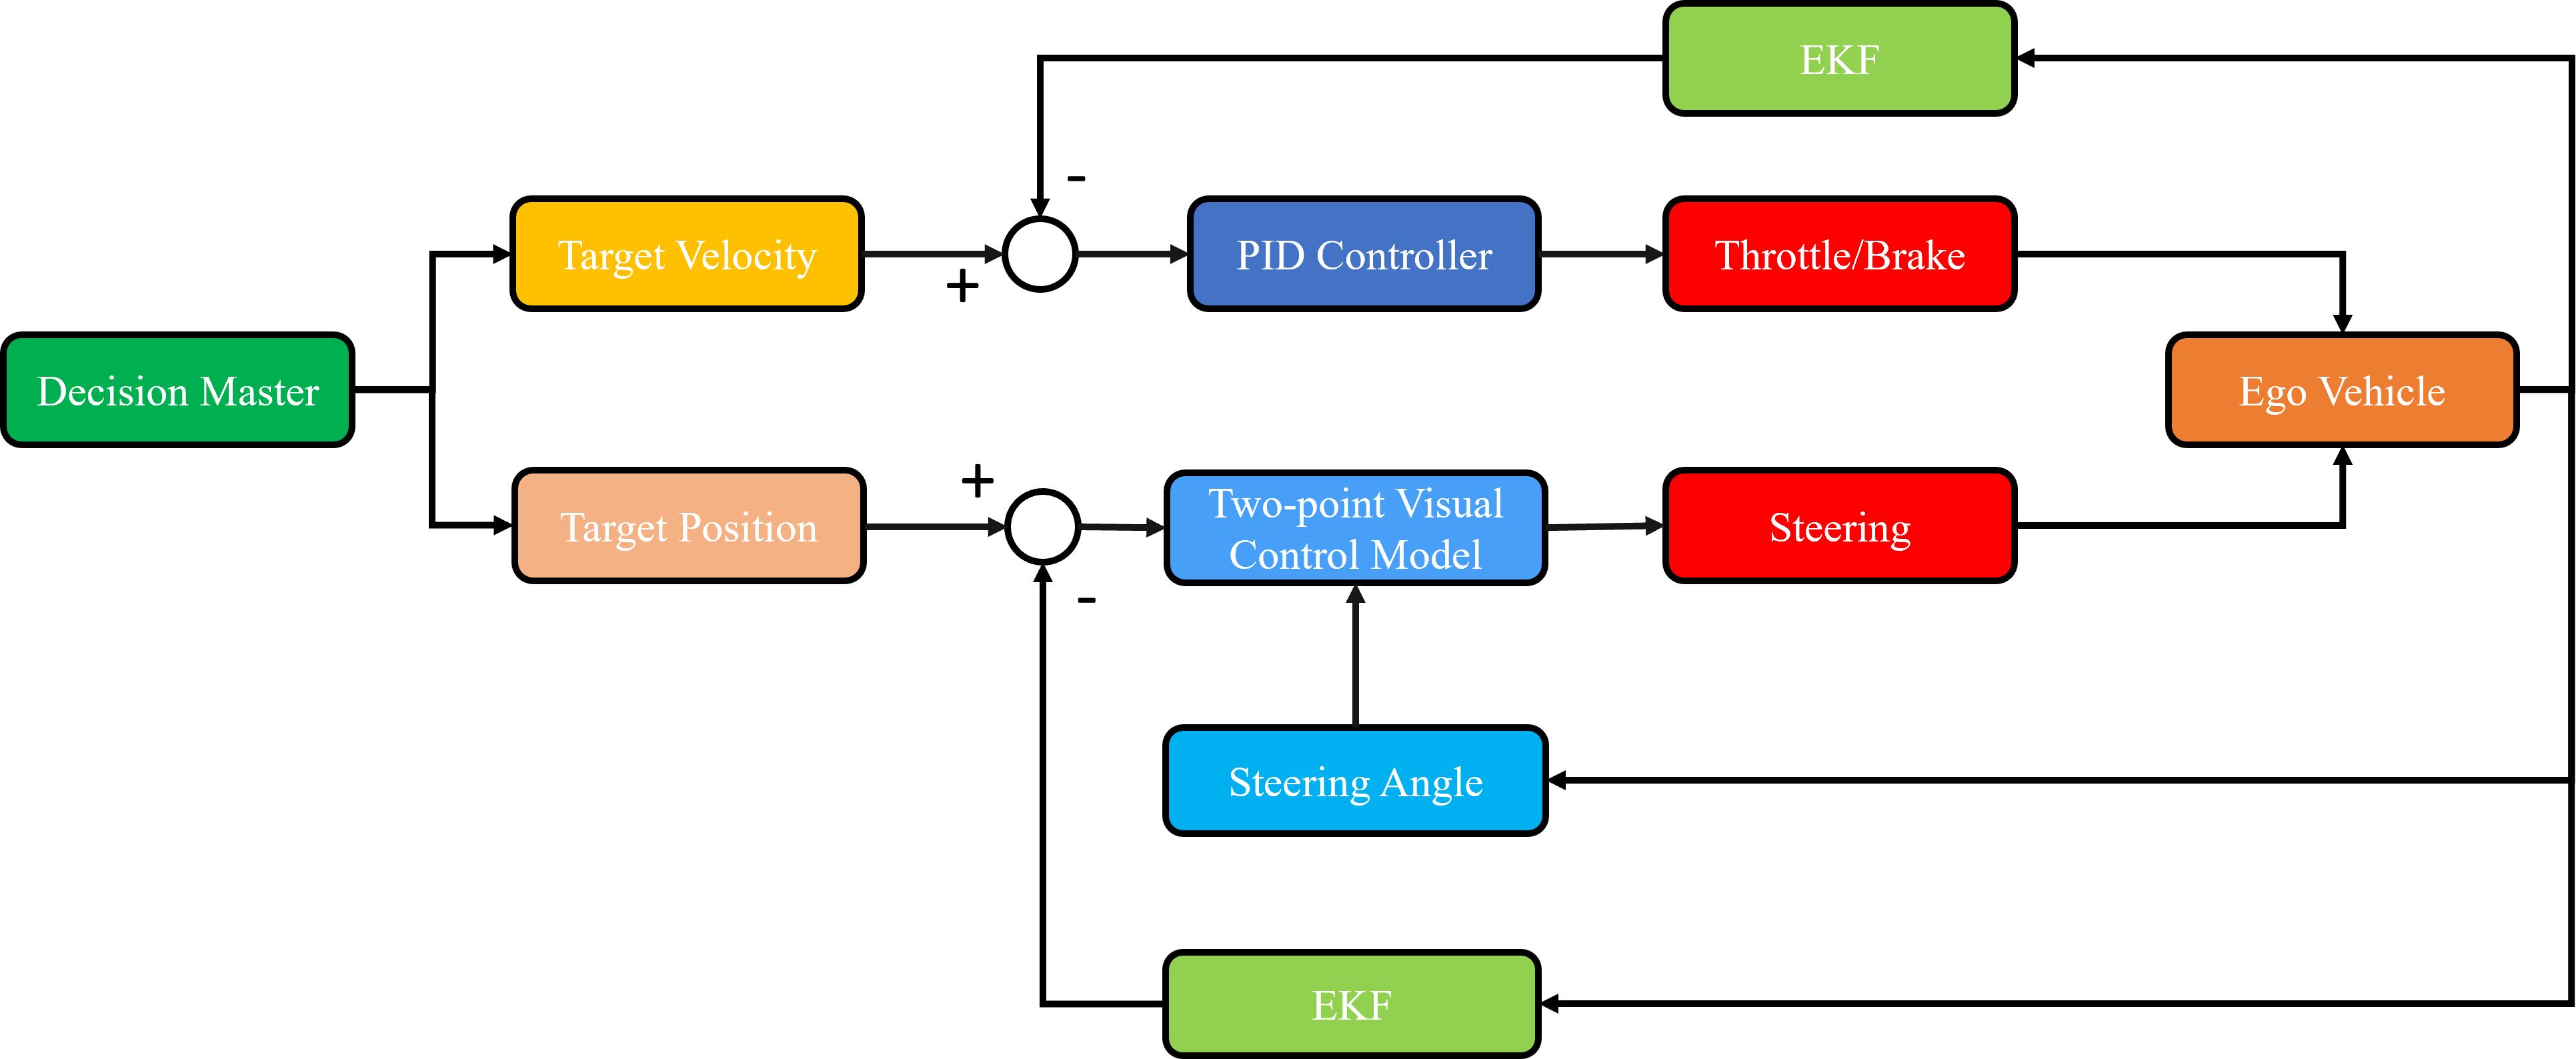 EKF
-
Target Velocity
+
PID Controller
Throttle/Brake
Decision Master
Ego Vehicle
Target Position
+
-
Two-point Visual
Control Model
Steering
Steering Angle
EKF